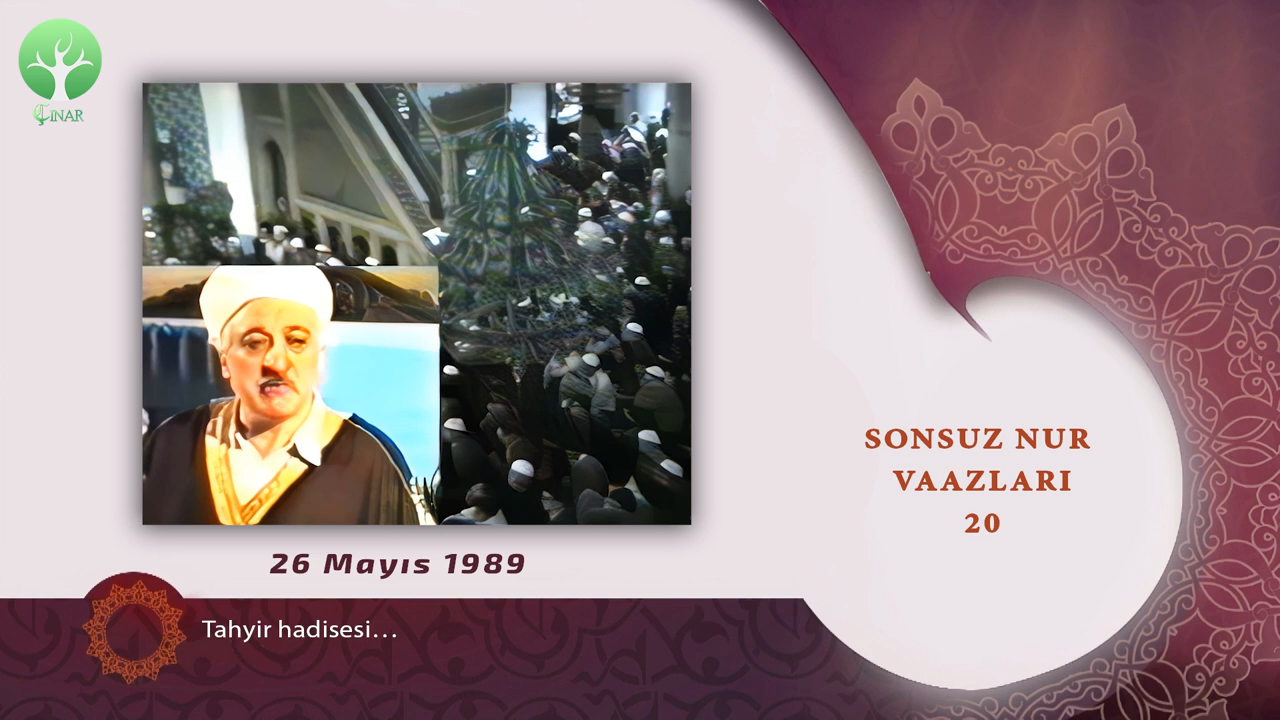 ÇINAR
26 Mayıs 1989
Tahyir hadisesi…
SONSUZ NUR
VAAZLARI
20